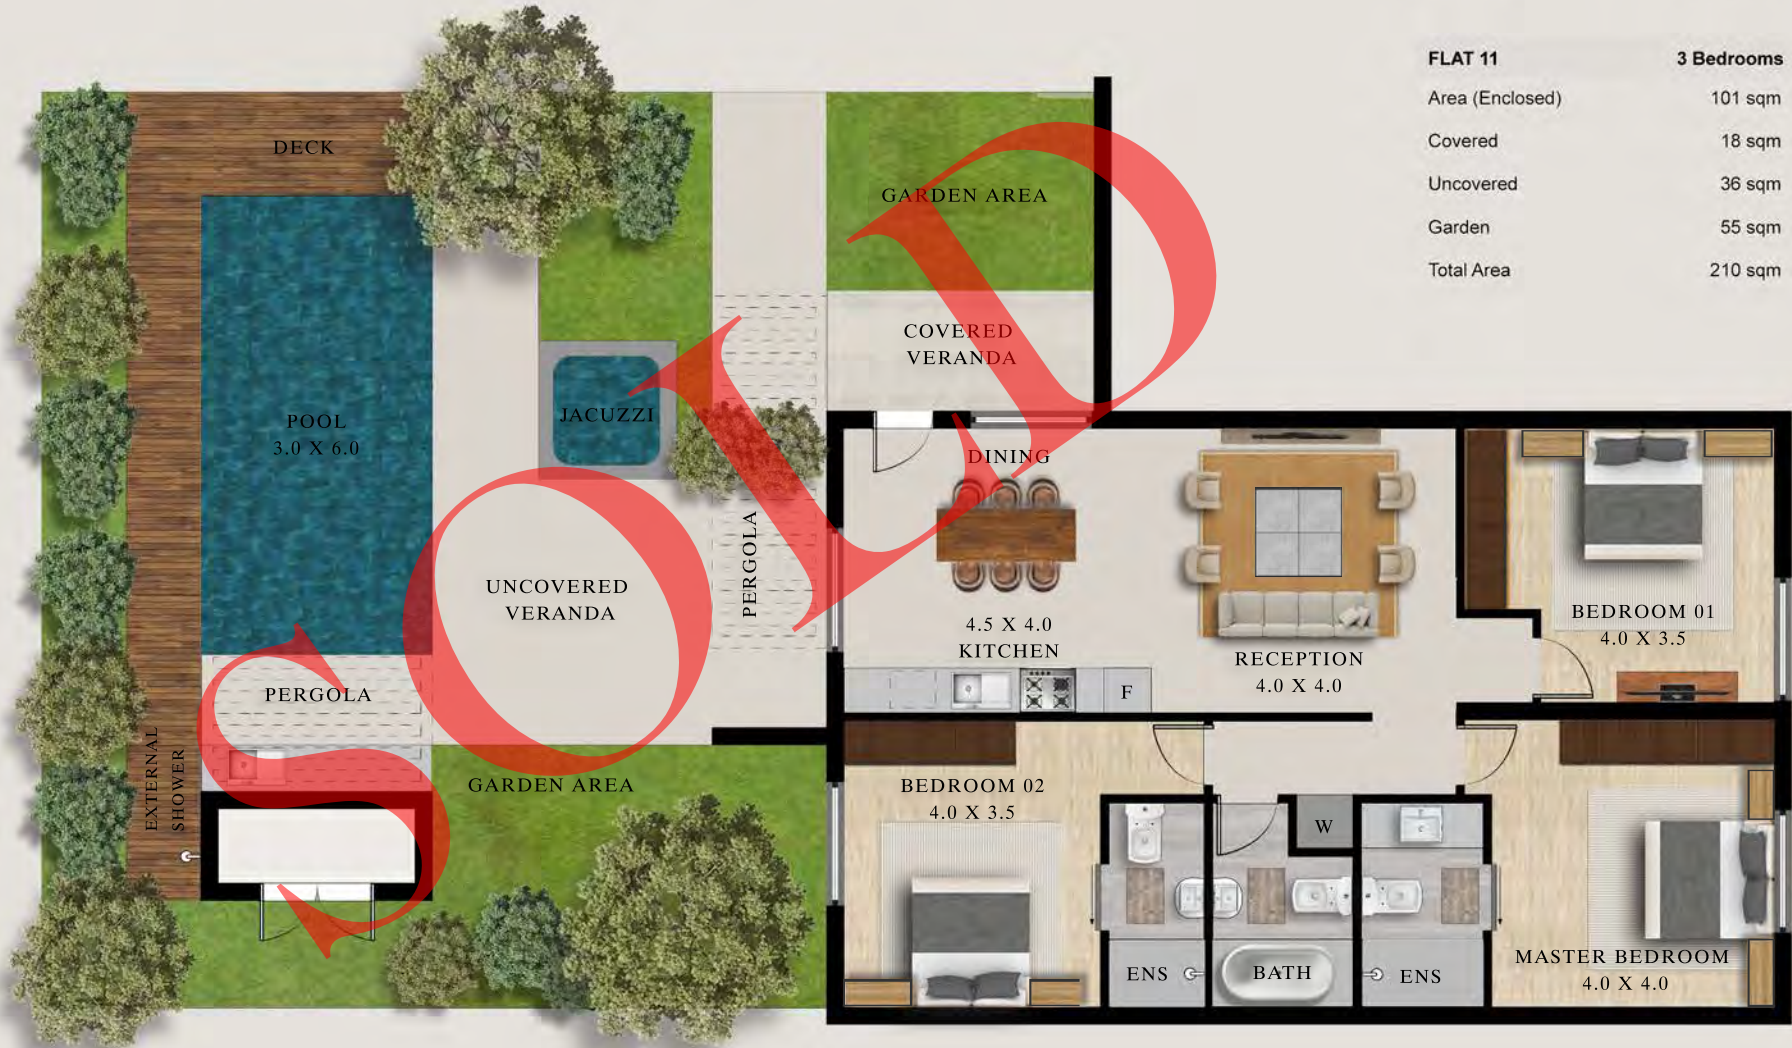 FLAT 11 3 Bedrooms
Area (Enclosed) 101 sqm
Covered 18 sqm
Uncovered 36 sqm
Garden 55 sqm
Total Area 210 sqm
DECK
GARDEN AREA
COVERED
VERANDA
POOL
3.0 X 6.0
JACUZZI
DINING
UNCOVERED
VERANDA
PERGOLA
4.5 X 4.0
KITCHEN
F
RECEPTION
4.0 X 4.0
BEDROOM 01
4.0 X 3.5
PERGOLA
EXTERNAL
SHOWER
GARDEN AREA
BEDROOM 02
4.0 X 3.5
W
ENS
BATH
ENS
MASTER BEDROOM
4.0 X 4.0
SOLD